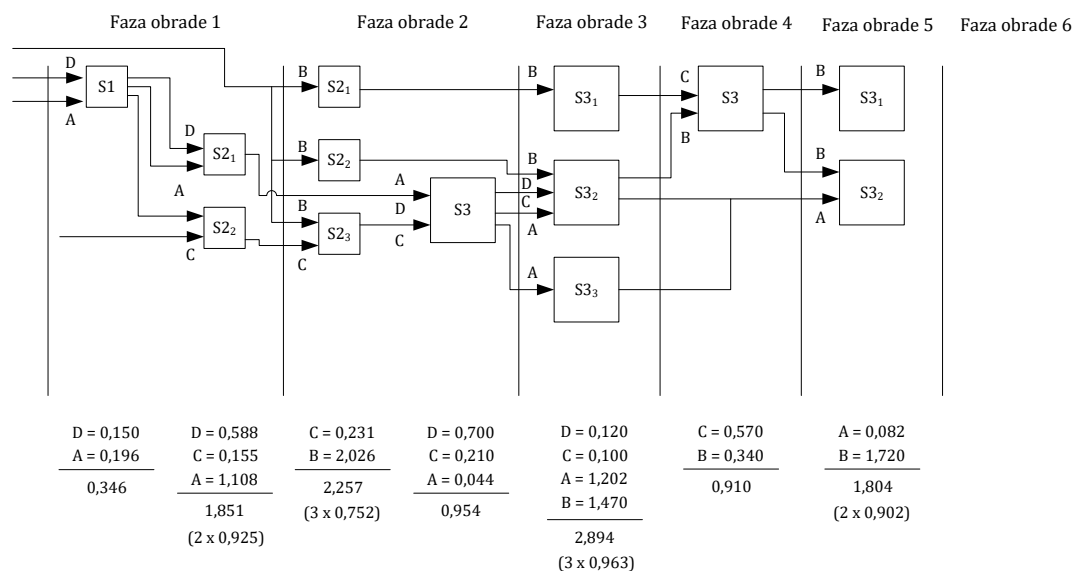 Faza obrade 1 Faza obrade 2 Faza obrade 3 Faza obrade 4 Faza obrade 5 Faza obrade 6
D
A
S1
D
A
S2₁
C
S2₂
B
S2₁
B
S2₂
B
C
S2₃
A
D
C
S3
B
S3₁
B
D
C
A
S3₂
A
S3₃
C
B
S3
B
S3₁
B
A
S3₂
D = 0,150
A = 0,196
0,346
D = 0,588
C = 0,155
A = 1,108
1,851
(2 x 0,925)
C = 0,231
B = 2,026
2,257
(3 x 0,752)
D = 0,700
C = 0,210
A = 0,044
0,954
D = 0,120
C = 0,100
A = 1,202
B = 1,470
2,894
(3 x 0,963)
C = 0,570
B = 0,340
0,910
A = 0,082
B = 1,720
1,804
(2 x 0,902)